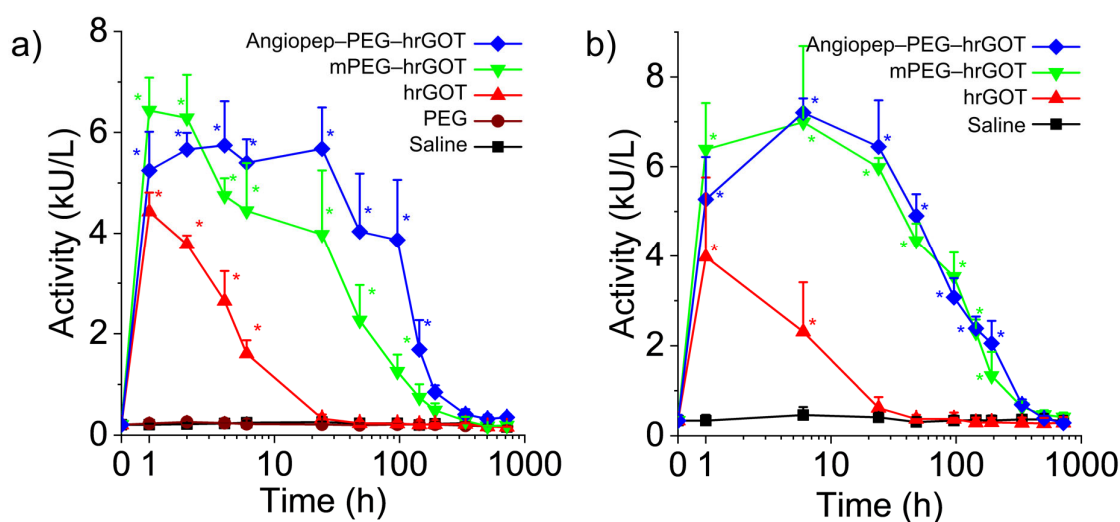 a)
Activity (kU/L)
8
6
4
2
0
Angiopep–PEG–hrGOT
mPEG–hrGOT
hrGOT
PEG
Saline
* * * * * * * *
* * * * * * *
* * * *
0 1 10 100 1000
Time (h)
b)
Activity (kU/L)
8
6
4
2
0
Angiopep–PEG–hrGOT
mPEG–hrGOT
hrGOT
Saline
* * * * * * *
* * * * * * *
* *
0 1 10 100 1000
Time (h)